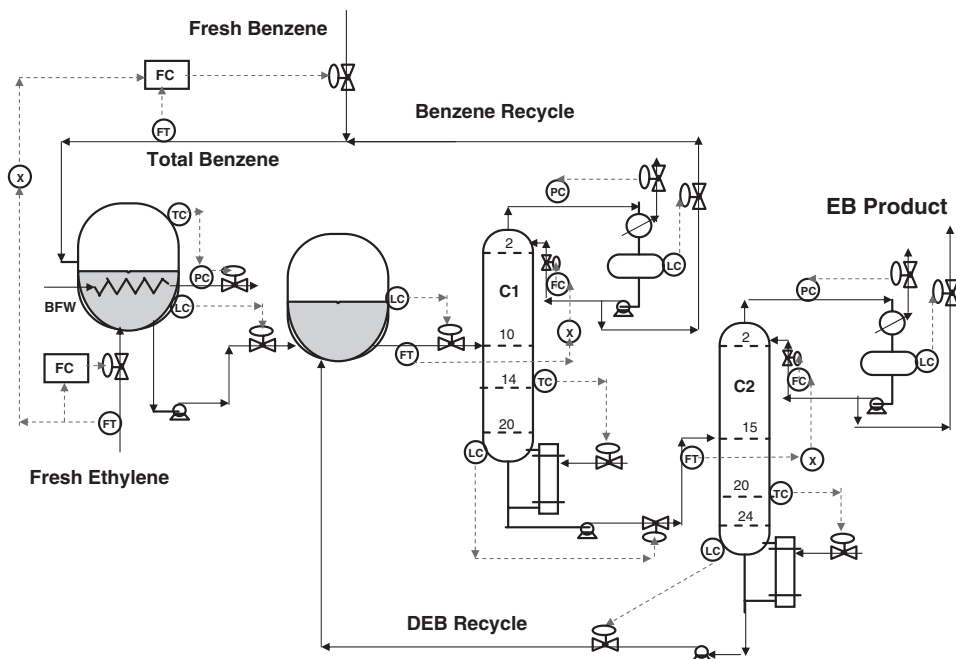 Fresh Benzene
FC
Benzene Recycle
FT
Total Benzene
X
TC
PC
BFW
LC
FC
FT
Fresh Ethylene
LC
FT
PC
LC
2
FC
C1
10
X
14
TC
20
LC
EB Product
PC
LC
2
FC
C2
15
FT
X
20
TC
24
LC
DEB Recycle